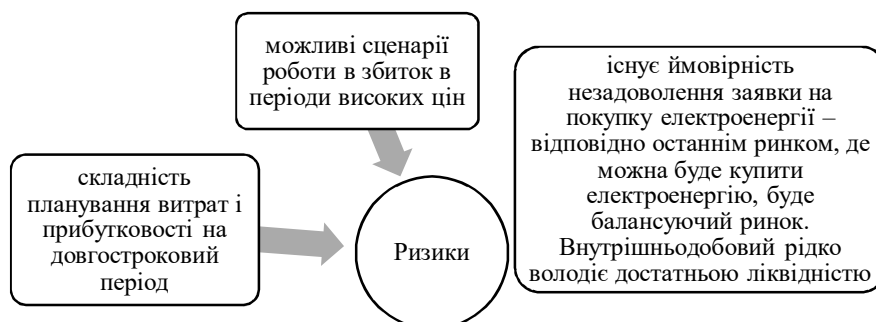 можливі сценарії
роботи в збиток в
періоди високих цін
існує ймовірність
незадоволення заявки на
покупку електроенергії –
відповідно останнім ринком, де
можна буде купити
електроенергію, буде
балансуючий ринок.
Внутрішньодобовий рідко
володіє достатньою ліквідністю
складність
планування витрат і
прибутковості на
довгостроковий
період
Ризики